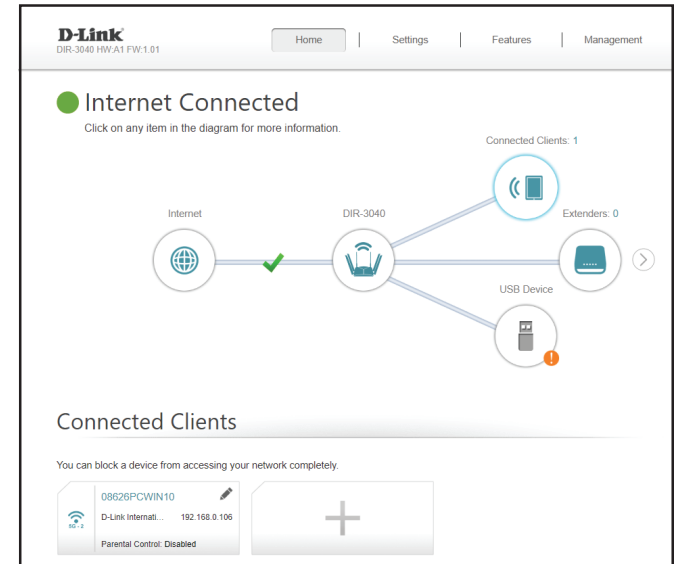 D-Link
DIR-3040 HW:A1 FW:1.01
Home
Settings
Features
Management
Internet Connected
Click on any item in the diagram for more information.
Connected Clients: 1
Internet
DIR-3040
Extenders: 0
USB Device
Connected Clients
You can block a device from accessing your network completely.
08626PCWIN10
5G - 2
D-Link Internati... 192.168.0.106
Parental Control: Disabled